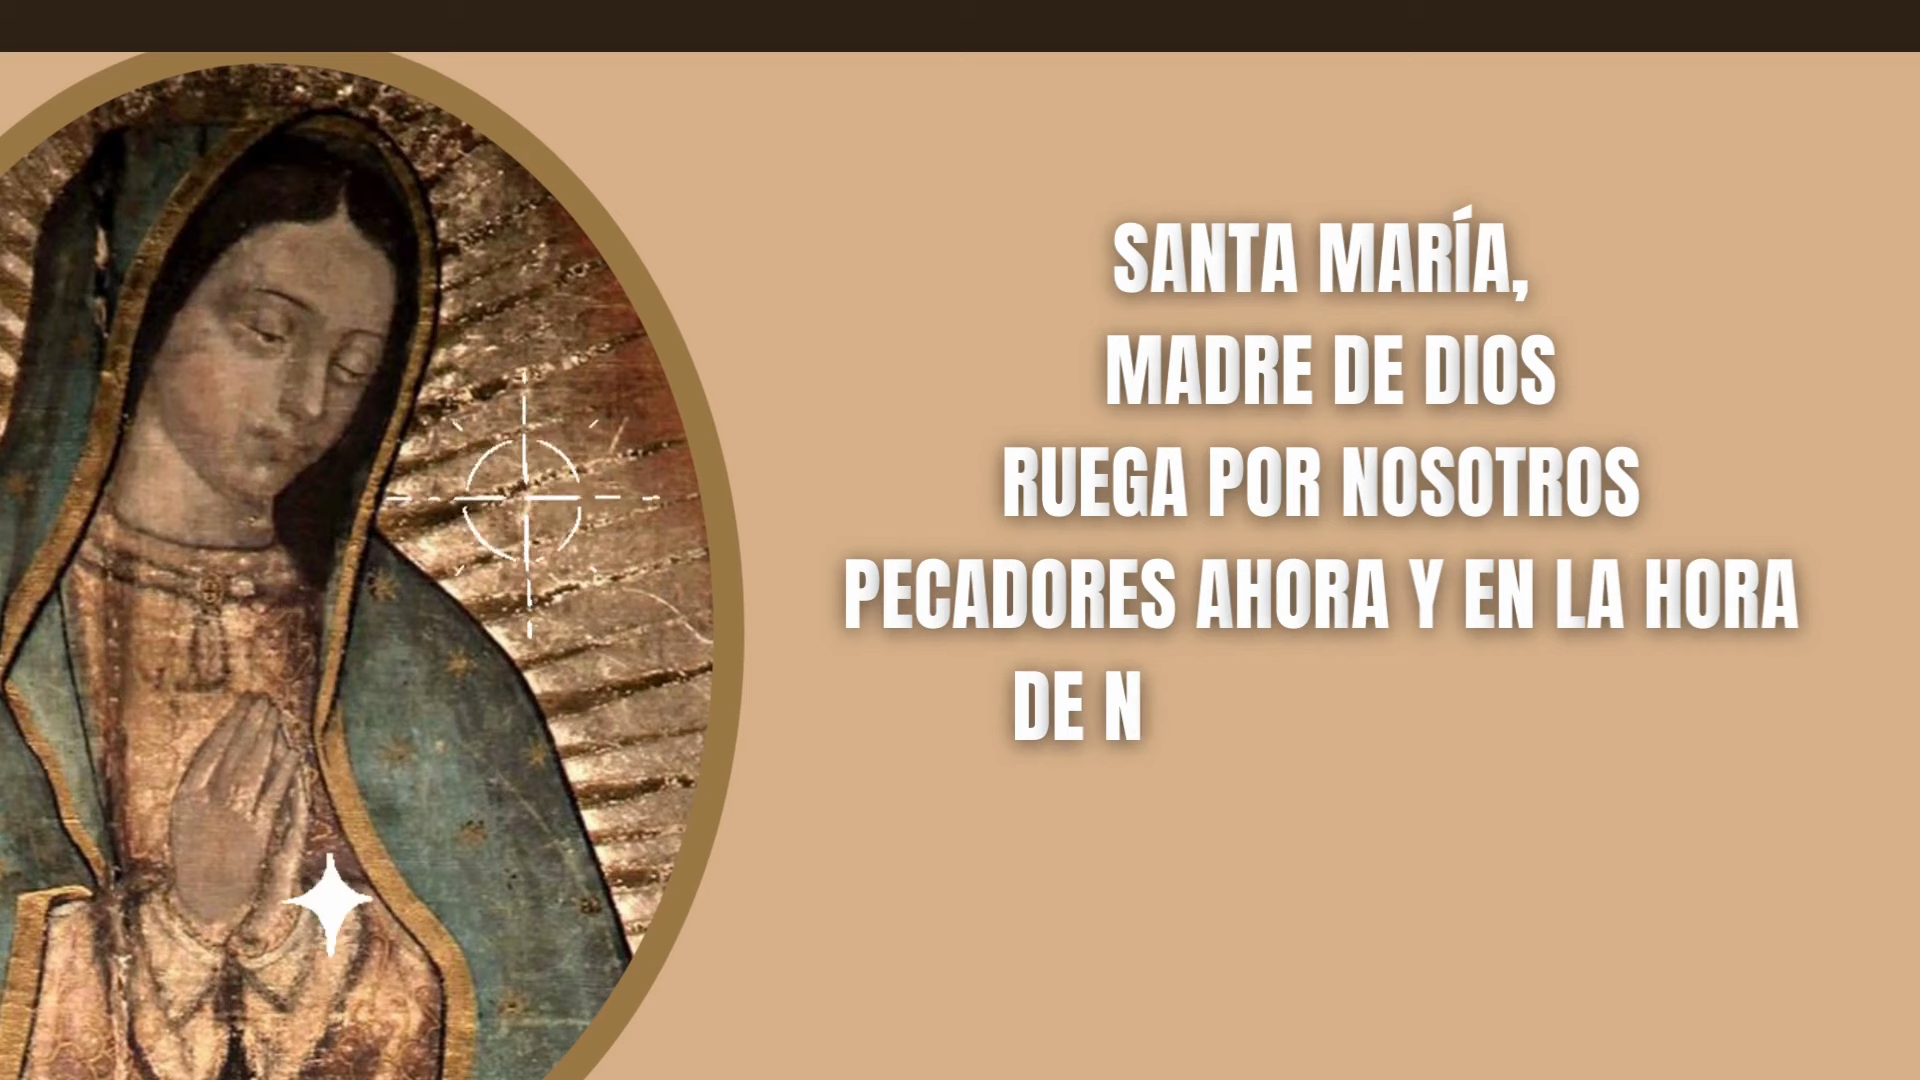 SANTA MARÍA,
MADRE DE DIOS
RUEGA POR NOSOTROS
PECADORES AHORA Y EN LA HORA
DE N